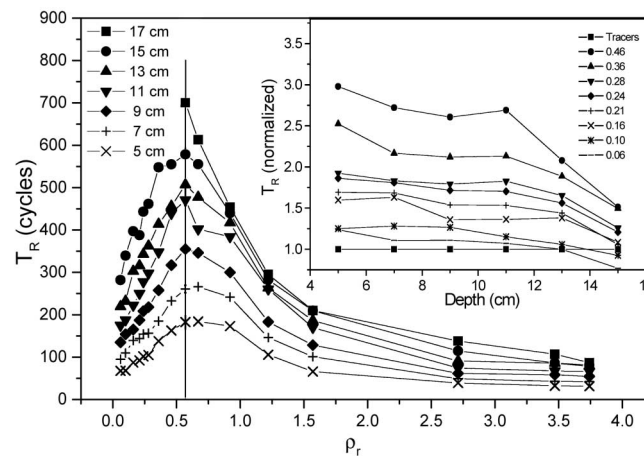 900
800
700
600
500
400
300
200
100
0
T_R (cycles)
17 cm
15 cm
13 cm
11 cm
9 cm
7 cm
5 cm
0.0 0.5 1.0 1.5 2.0 2.5 3.0 3.5 4.0
ρ_r
3.5
3.0
2.5
2.0
1.5
1.0
T_R (normalized)
4 6 8 10 12 14
Depth (cm)
Tracers
0.46
0.36
0.28
0.24
0.21
0.16
0.10
0.06